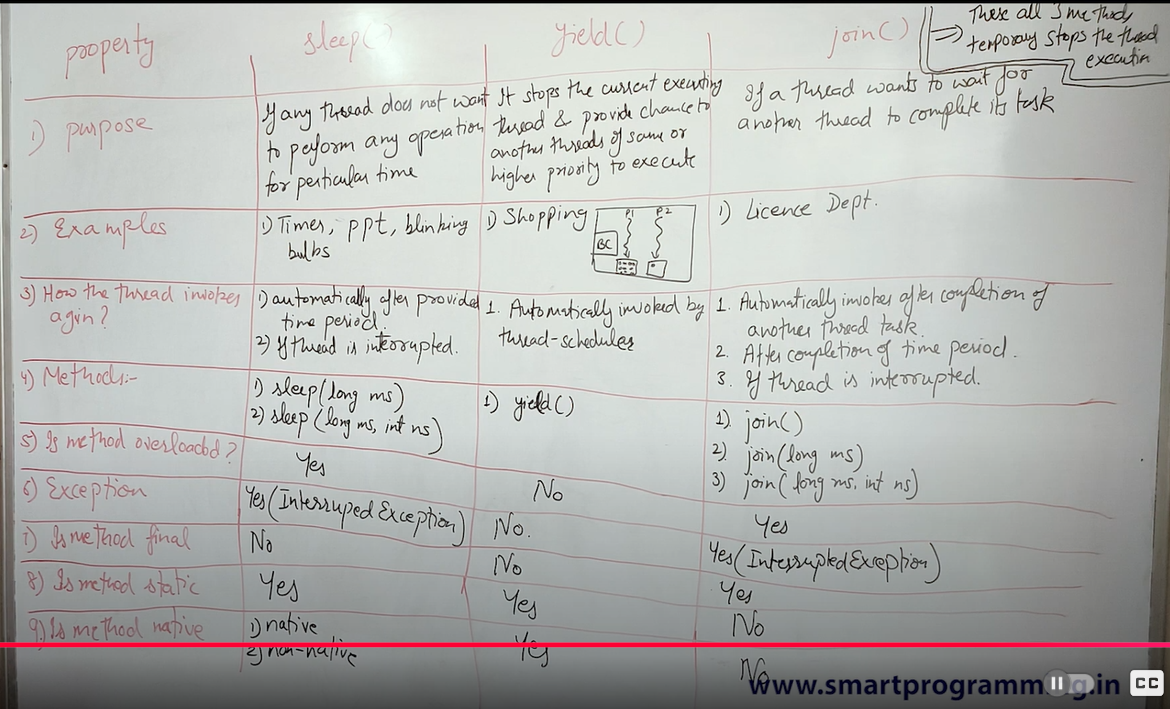 property
sleep()
yield()
join()
These all 3 methods
=> temporary stops the thread
execution
1) purpose
If any thread does not want
to peform any operation
for perticular time
It stops the current executing
thread & provide chance to
another threads of same or
higher priority to execute
If a thread wants to wait for
another thread to complete its task
2) Examples
1) Timer, ppt, blinking
bulbs
1) Shopping
P1 P2
BC
1) Licence Dept.
3) How the thread invokes
agin?
1) automatically after provided
time period.
2) If thread is interrupted.
1. Automatically invoked by
thread-scheduler
1. Automatically invokes after completion of
another thread task.
2. After completion of time period.
3. If thread is interrupted.
4) Methods:-
1) sleep(long ms)
2) sleep (long ms, int ns)
1) yield()
1) join()
2) join(long ms)
3) join(long ms, int ns)
5) Is method overloaded?
Yes
No
Yes
6) Exception
Yes (Interruped Exception)
No.
Yes (Interrupted Exception)
7) Is method final
No
No
Yes
8) Is method static
Yes
Yes
No
9) Is method native
1) native
2) non-native
Yes
No
www.smartprogramming.in
CC